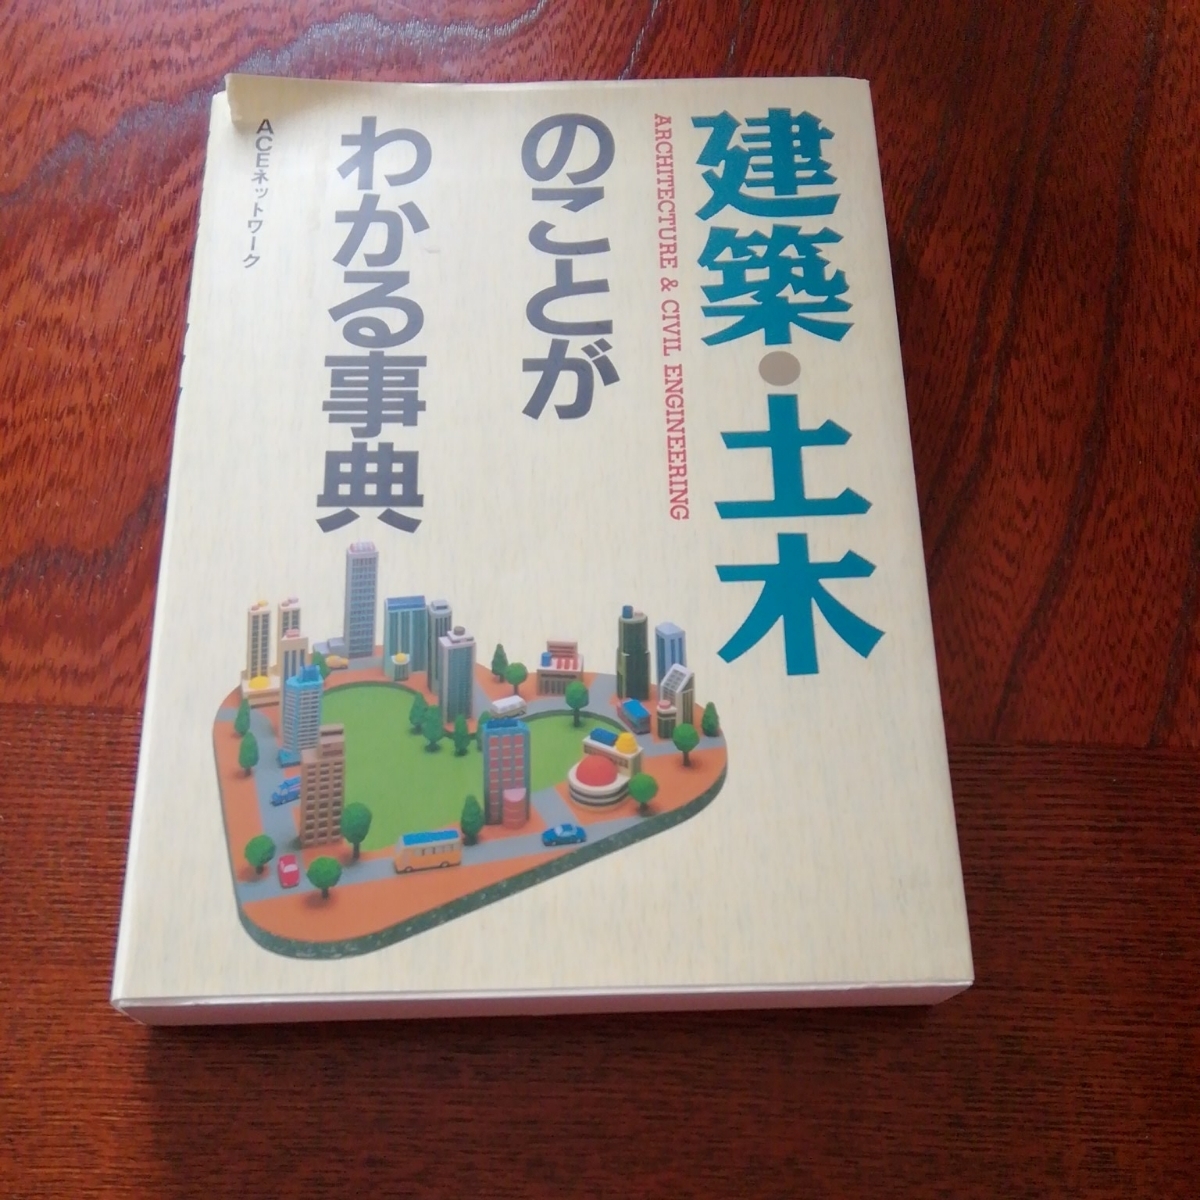 建築・土木
ARCHITECTURE & CIVIL ENGINEERING
のことが
わかる事典
ACEネットワーク